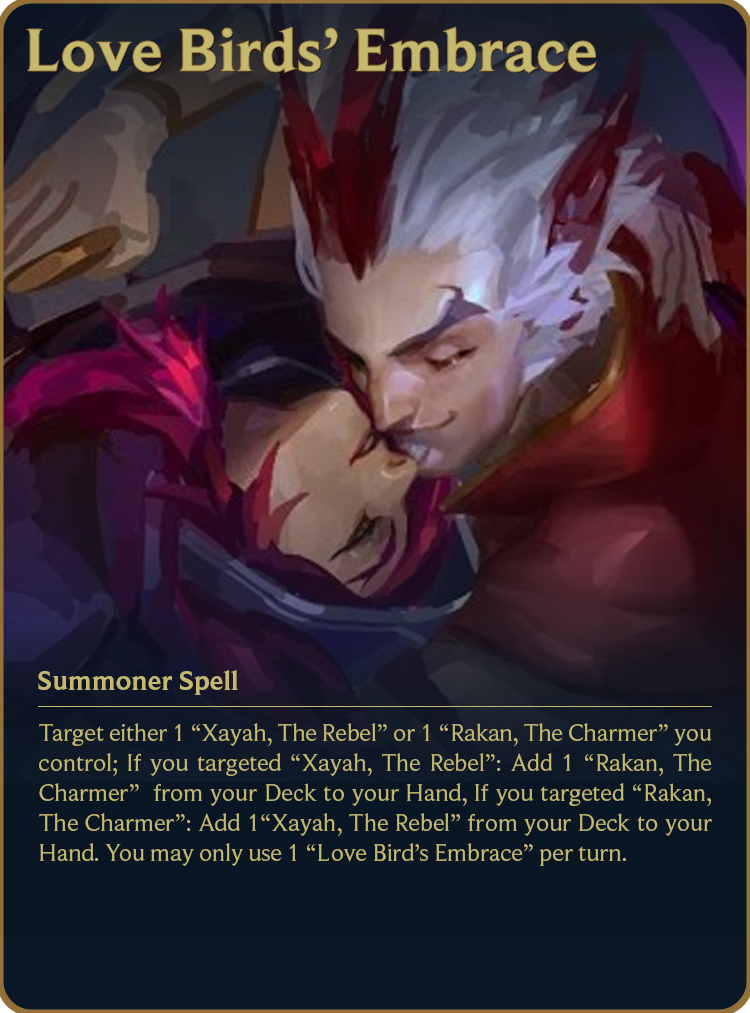 Love Birds’ Embrace
Summoner Spell
Target either 1 “Xayah, The Rebel” or 1 “Rakan, The Charmer” you
control; If you targeted “Xayah, The Rebel”: Add 1 “Rakan, The
Charmer”  from your Deck to your Hand, If you targeted “Rakan,
The Charmer”: Add 1“Xayah, The Rebel” from your Deck to your
Hand. You may only use 1 “Love Bird’s Embrace” per turn.